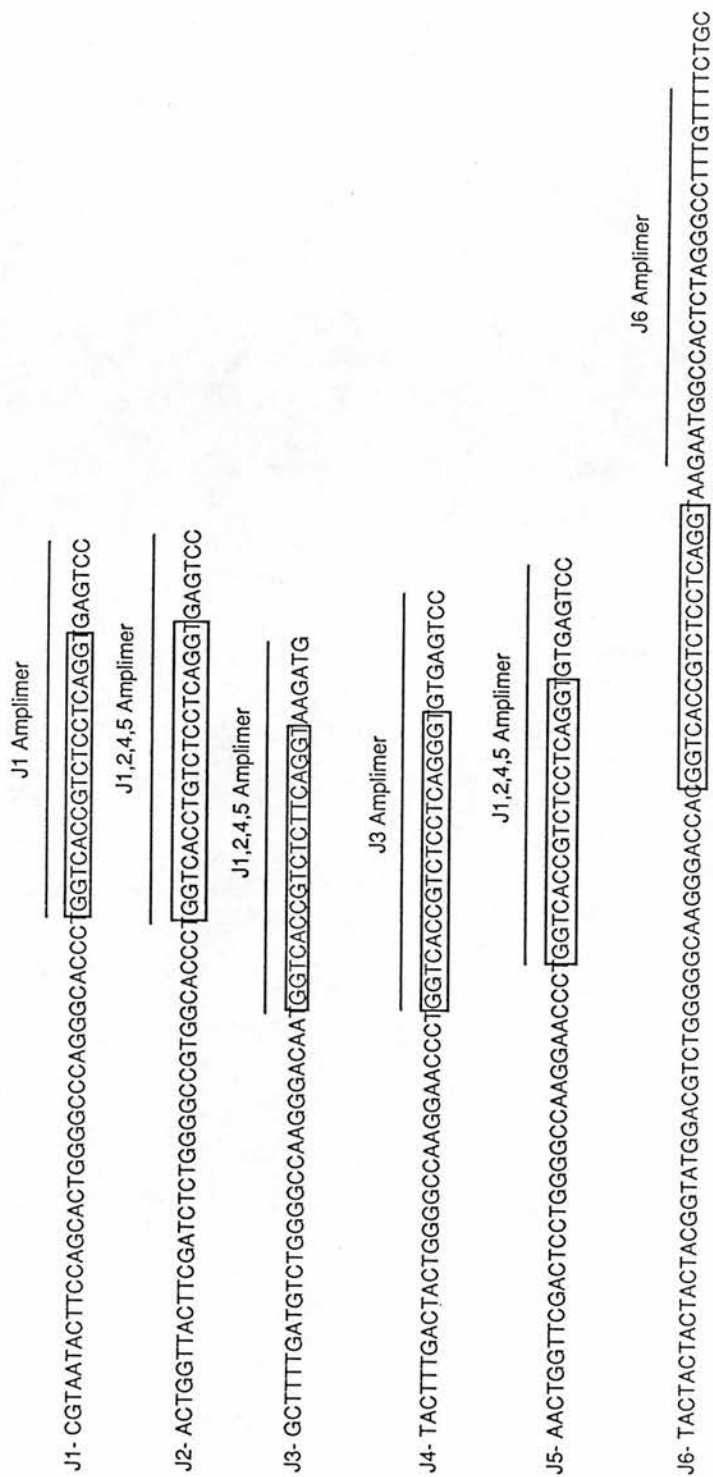 J1 Amplimer
J1- CGTAATACTTCCAGCACTGGGGCCCAGGGCACCCTGGTCACCGTCTCCTCAGGTGAGTCC
J1,2,4,5 Amplimer
J2- ACTGGTTACTTCGATCTCTGGGGCCGTGGCACCCTGGTCACCTGTCTCCTCAGGTGAGTCC
J1,2,4,5 Amplimer
J3- GCTTTTGATGTCTGGGGCCAAGGGACAATGGTCACCGTCTCTTCAGGTAAGATG
J3 Amplimer
J4- TACTTTGACTACTGGGGCCAAGGAACCCTGGTCACCGTCTCCTCAGGGTGTGAGTCC
J1,2,4,5 Amplimer
J5- AACTGGTTCGACTCCTGGGGCCAAGGAACCCTGGTCACCGTCTCCTCAGGTGTGAGTCC
J6 Amplimer
J6- TACTACTACTACTACGGTATGGACGTCTGGGGGCAAGGGACCACGGTCACCGTCTCCTCAGGTAAGAATGGCCACTCTAGGGCCTTTGTTTTCTGC